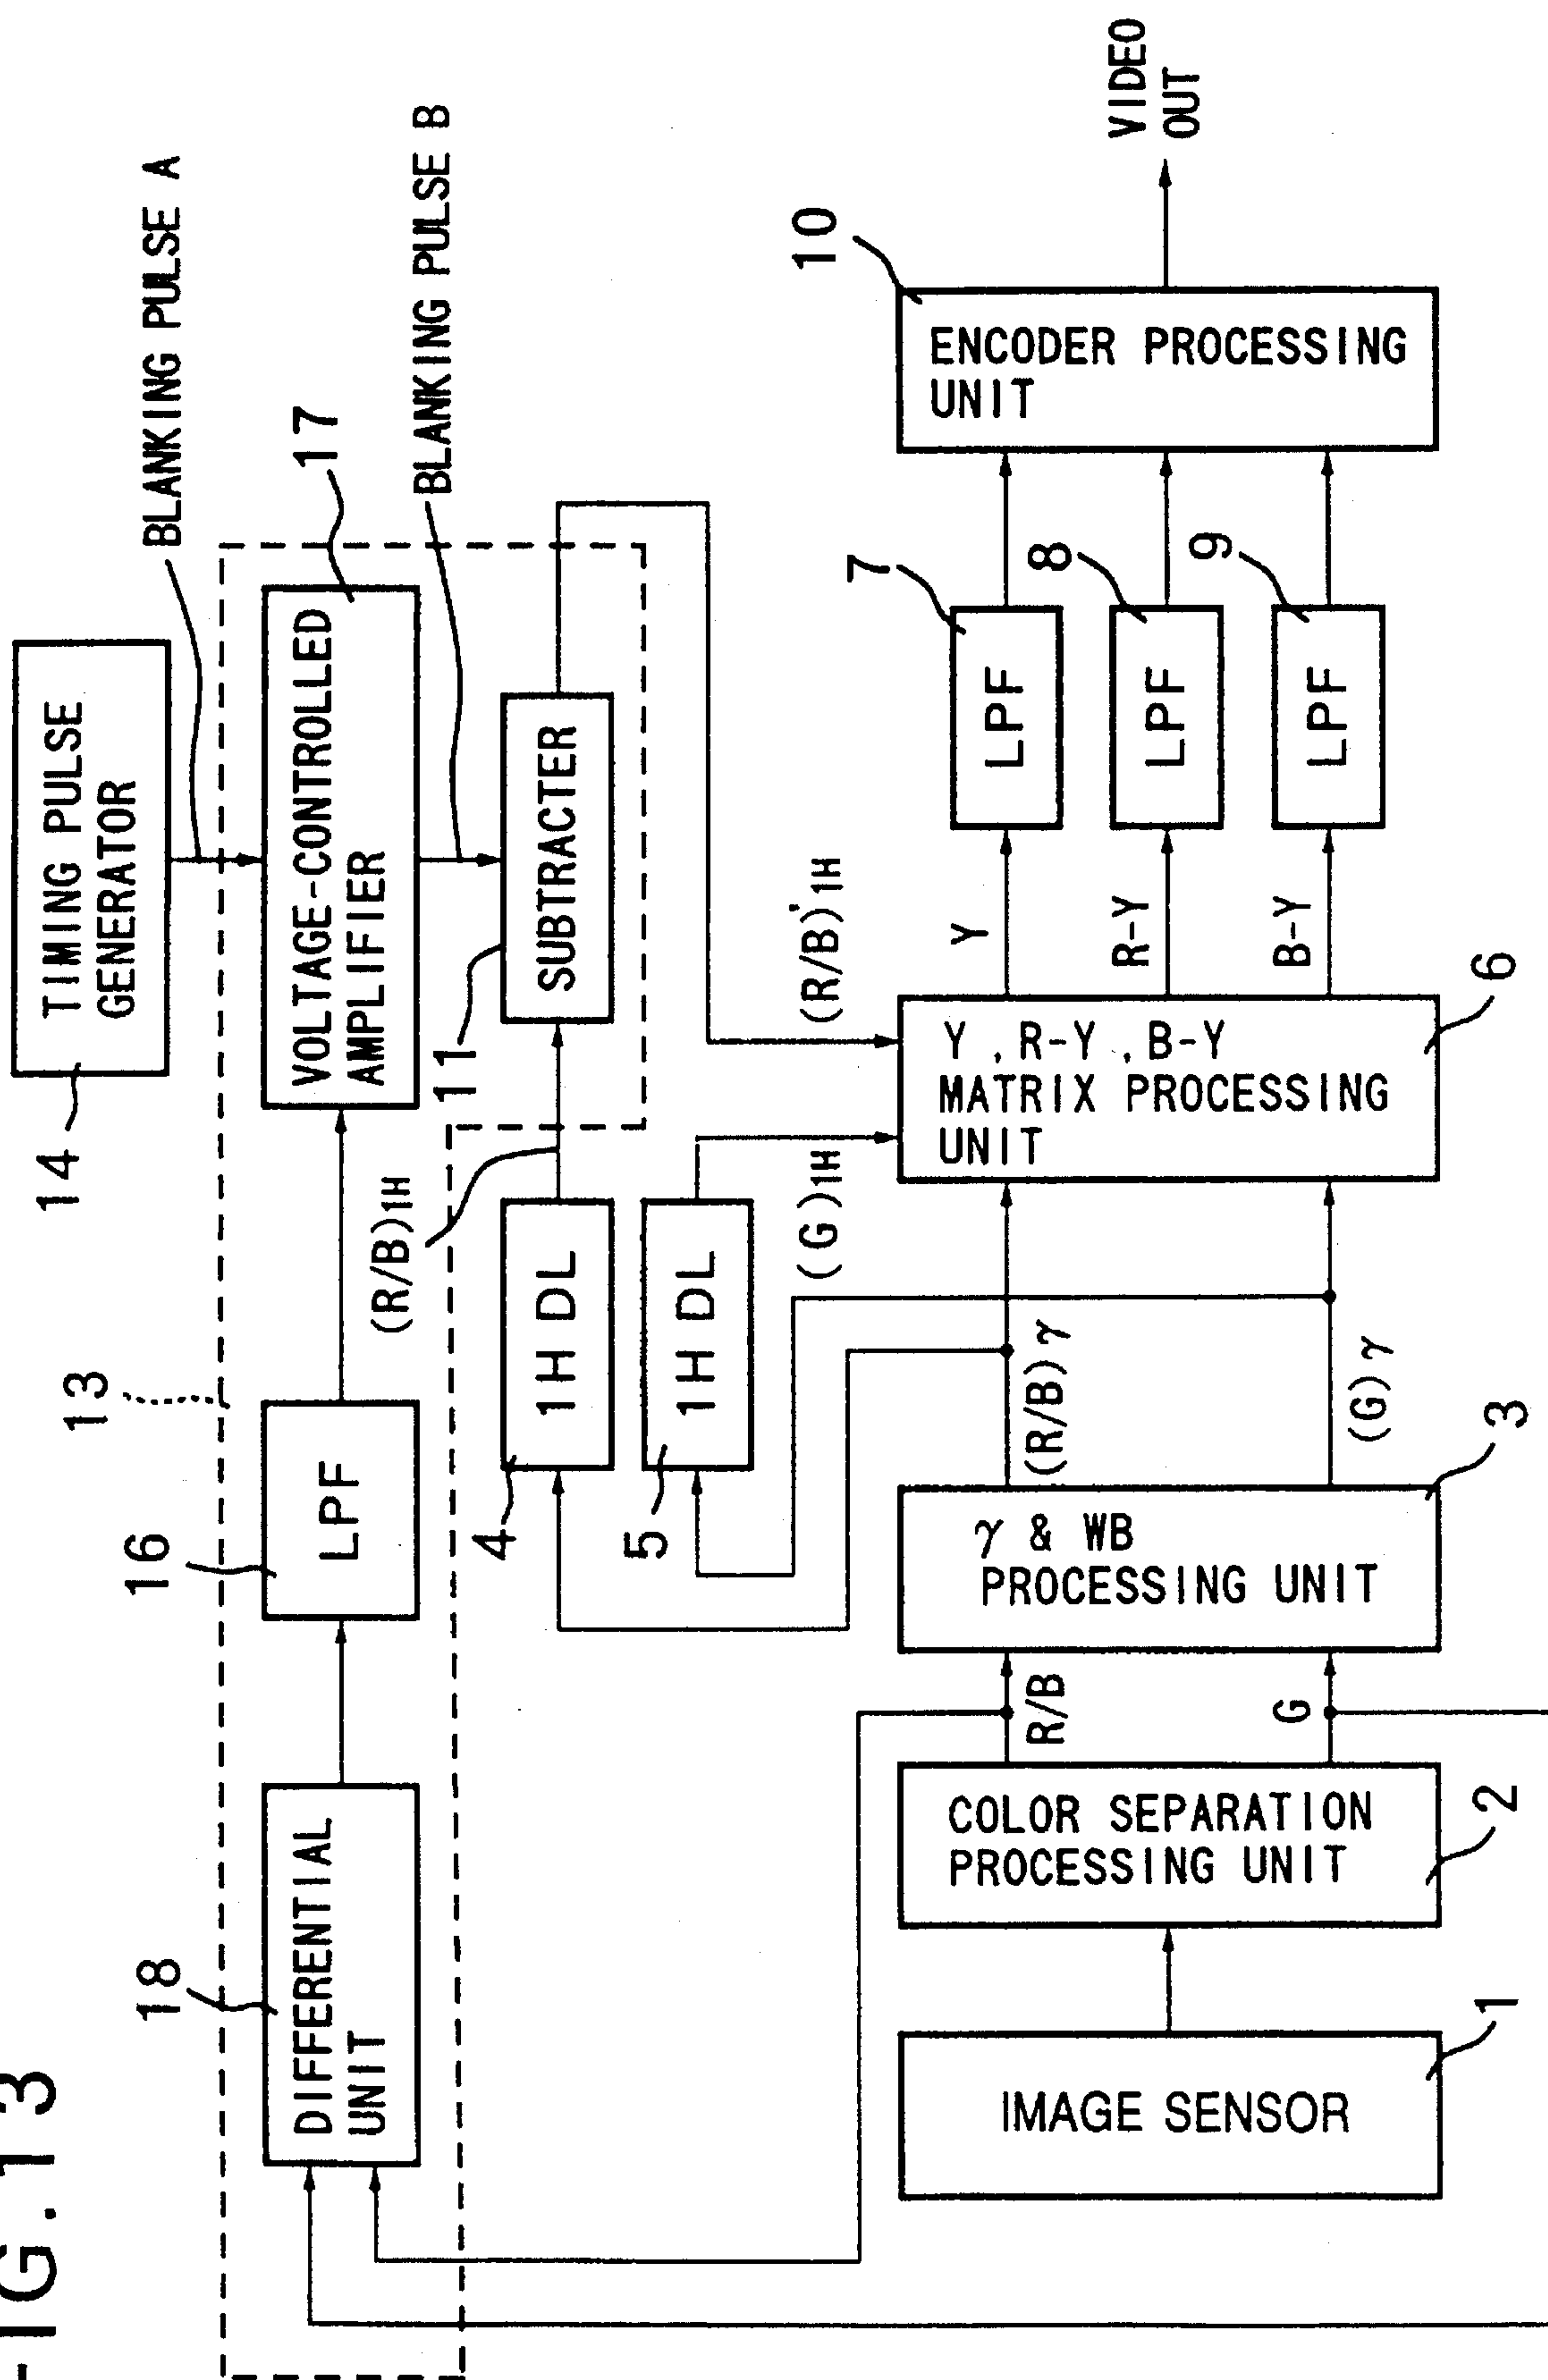 FIG.13
14
TIMING PULSE
GENERATOR
BLANKING PULSE A
13
18
DIFFERENTIAL
UNIT
16
LPF
VOLTAGE-CONTROLLED
AMPLIFIER
17
BLANKING PULSE B
(R/B)1H
11
SUBTRACTER
4
1H DL
5
1H DL
(G)1H
(R/B)'1H
IMAGE SENSOR
1
COLOR SEPARATION
PROCESSING UNIT
2
R/B
G
γ & WB
PROCESSING UNIT
3
(R/B)γ
(G)γ
Y ,R-Y ,B-Y
MATRIX PROCESSING
UNIT
6
Y
R-Y
B-Y
7
LPF
8
LPF
9
LPF
10
ENCODER PROCESSING
UNIT
VIDEO
OUT